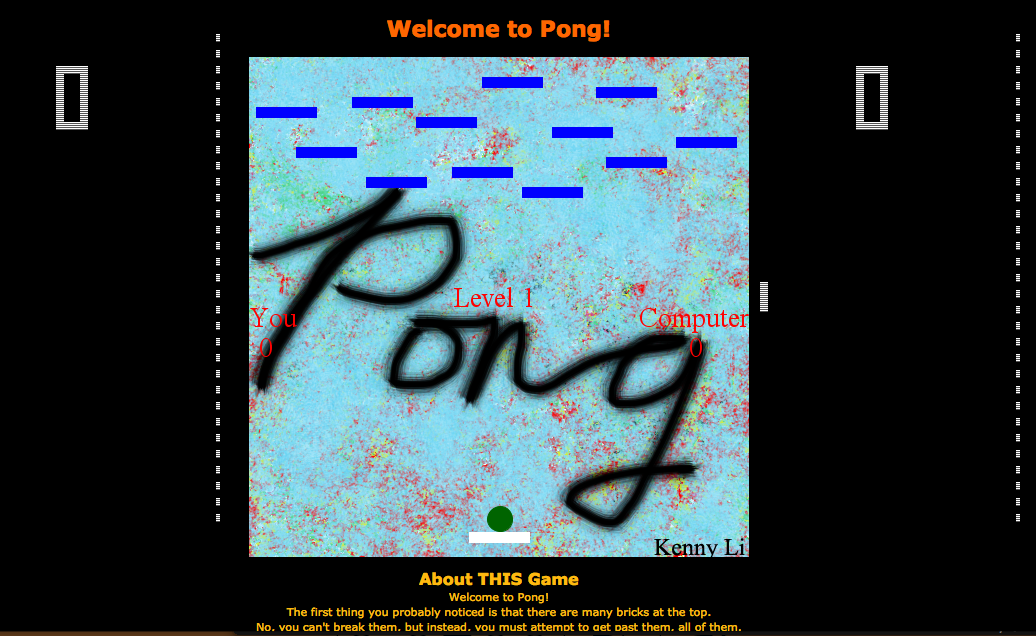 Welcome to Pong!
0
0
Pong
Level 1
You
Computer
0
0
Kenny Li
About THIS Game
Welcome to Pong!
The first thing you probably noticed is that there are many bricks at the top.
No, you can't break them, but instead, you must attempt to get past them, all of them.